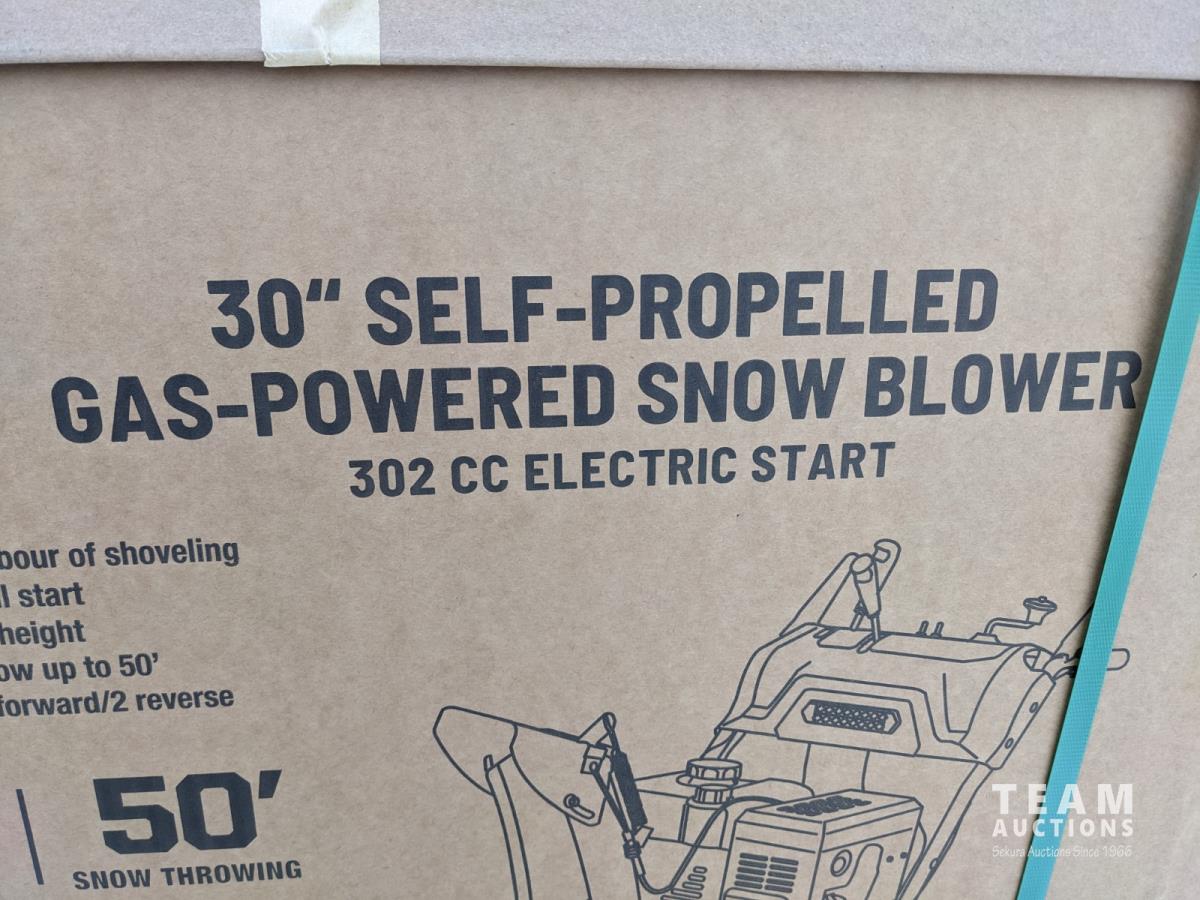 30" SELF-PROPELLED
GAS-POWERED SNOW BLOWER
302 CC ELECTRIC START
bour of shoveling
l start
height
ow up to 50'
forward/2 reverse
50'
SNOW THROWING
TEAM
AUCTIONS
Sekura Auctions Since 1966